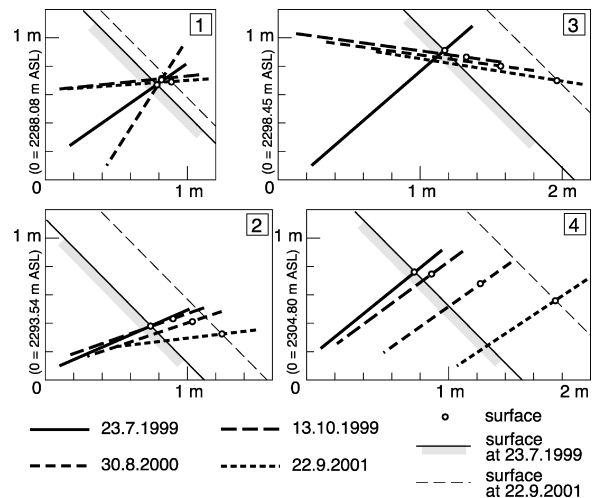 1
1 m
(0 = 2288.08 m ASL)
0
1 m
3
1 m
(0 = 2298.45 m ASL)
0
1 m
2 m
2
1 m
(0 = 2293.54 m ASL)
0
1 m
4
1 m
(0 = 2304.80 m ASL)
0
1 m
2 m
23.7.1999
13.10.1999
30.8.2000
22.9.2001
surface
surface
at 23.7.1999
surface
at 22.9.2001